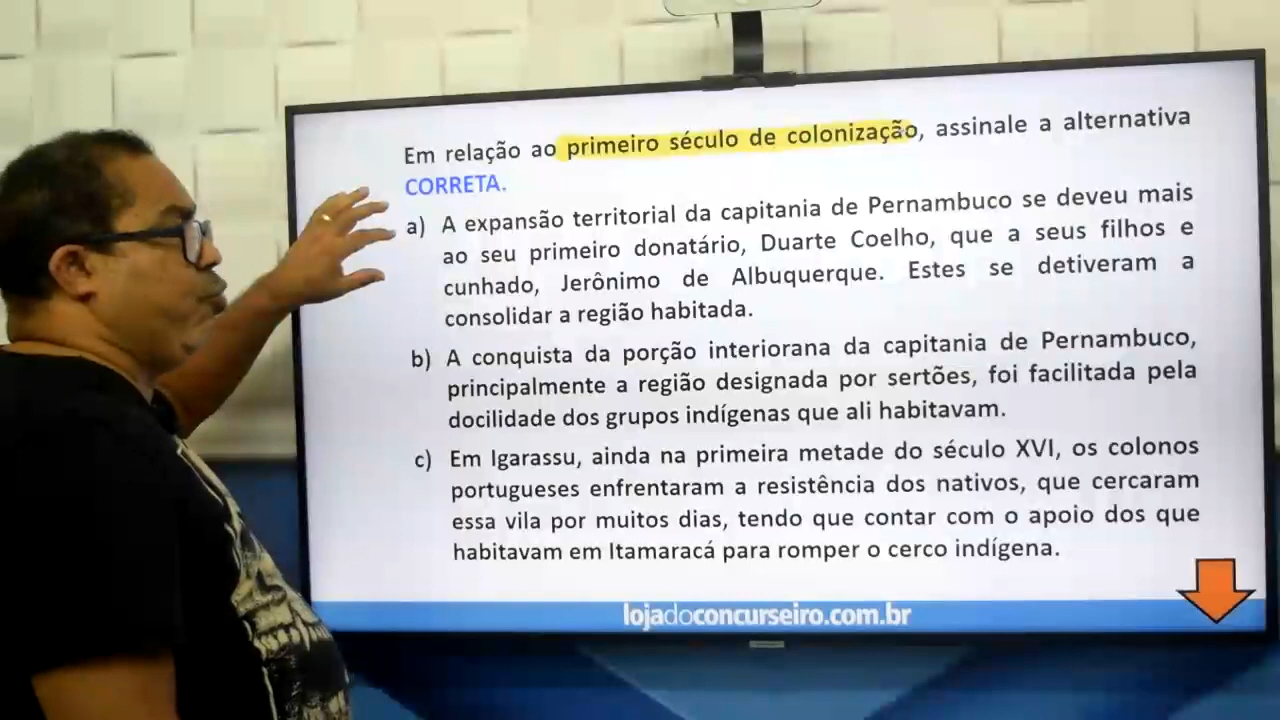 Em relação ao primeiro século de colonização, assinale a alternativa
CORRETA.
a) A expansão territorial da capitania de Pernambuco se deveu mais
ao seu primeiro donatário, Duarte Coelho, que a seus filhos e
cunhado, Jerônimo de Albuquerque. Estes se detiveram a
consolidar a região habitada.
b) A conquista da porção interiorana da capitania de Pernambuco,
principalmente a região designada por sertões, foi facilitada pela
docilidade dos grupos indígenas que ali habitavam.
c) Em Igarassu, ainda na primeira metade do século XVI, os colonos
portugueses enfrentaram a resistência dos nativos, que cercaram
essa vila por muitos dias, tendo que contar com o apoio dos que
habitavam em Itamaracá para romper o cerco indígena.
lojadoconcurseiro.com.br